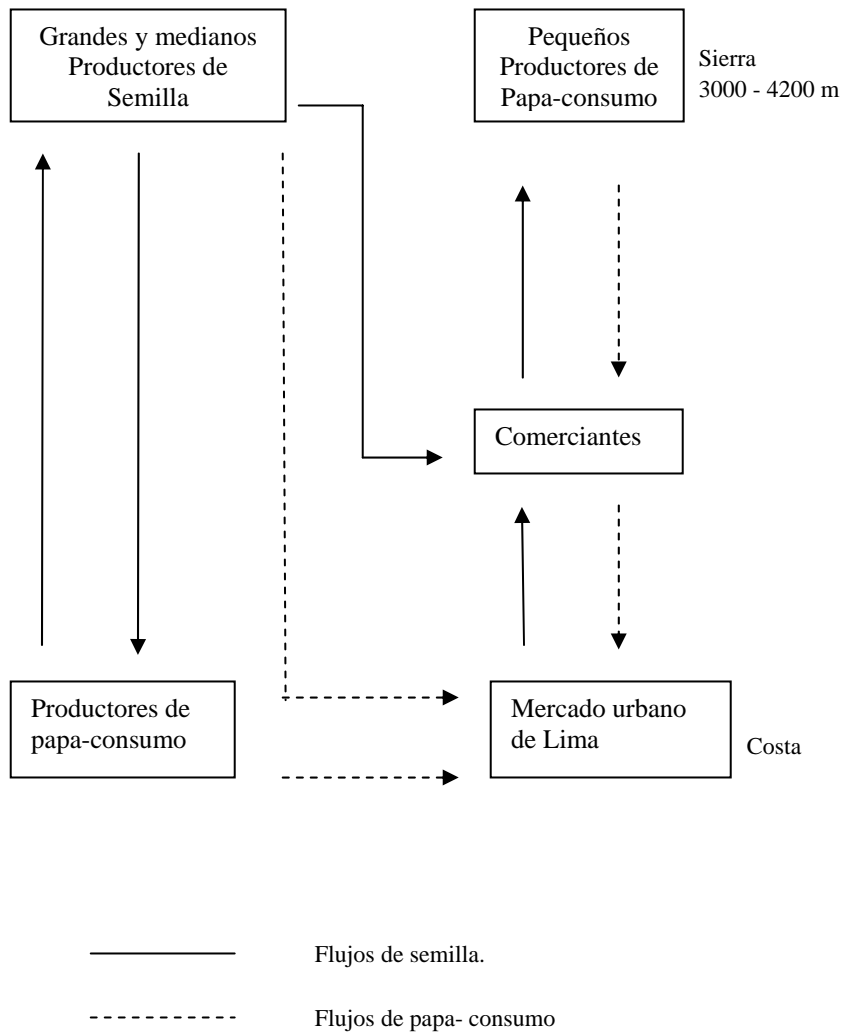 Grandes y medianos
Productores de
Semilla
Pequeños
Productores de
Papa-consumo
Sierra
3000 - 4200 m
Comerciantes
Productores de
papa-consumo
Mercado urbano
de Lima
Costa
Flujos de semilla.
Flujos de papa- consumo